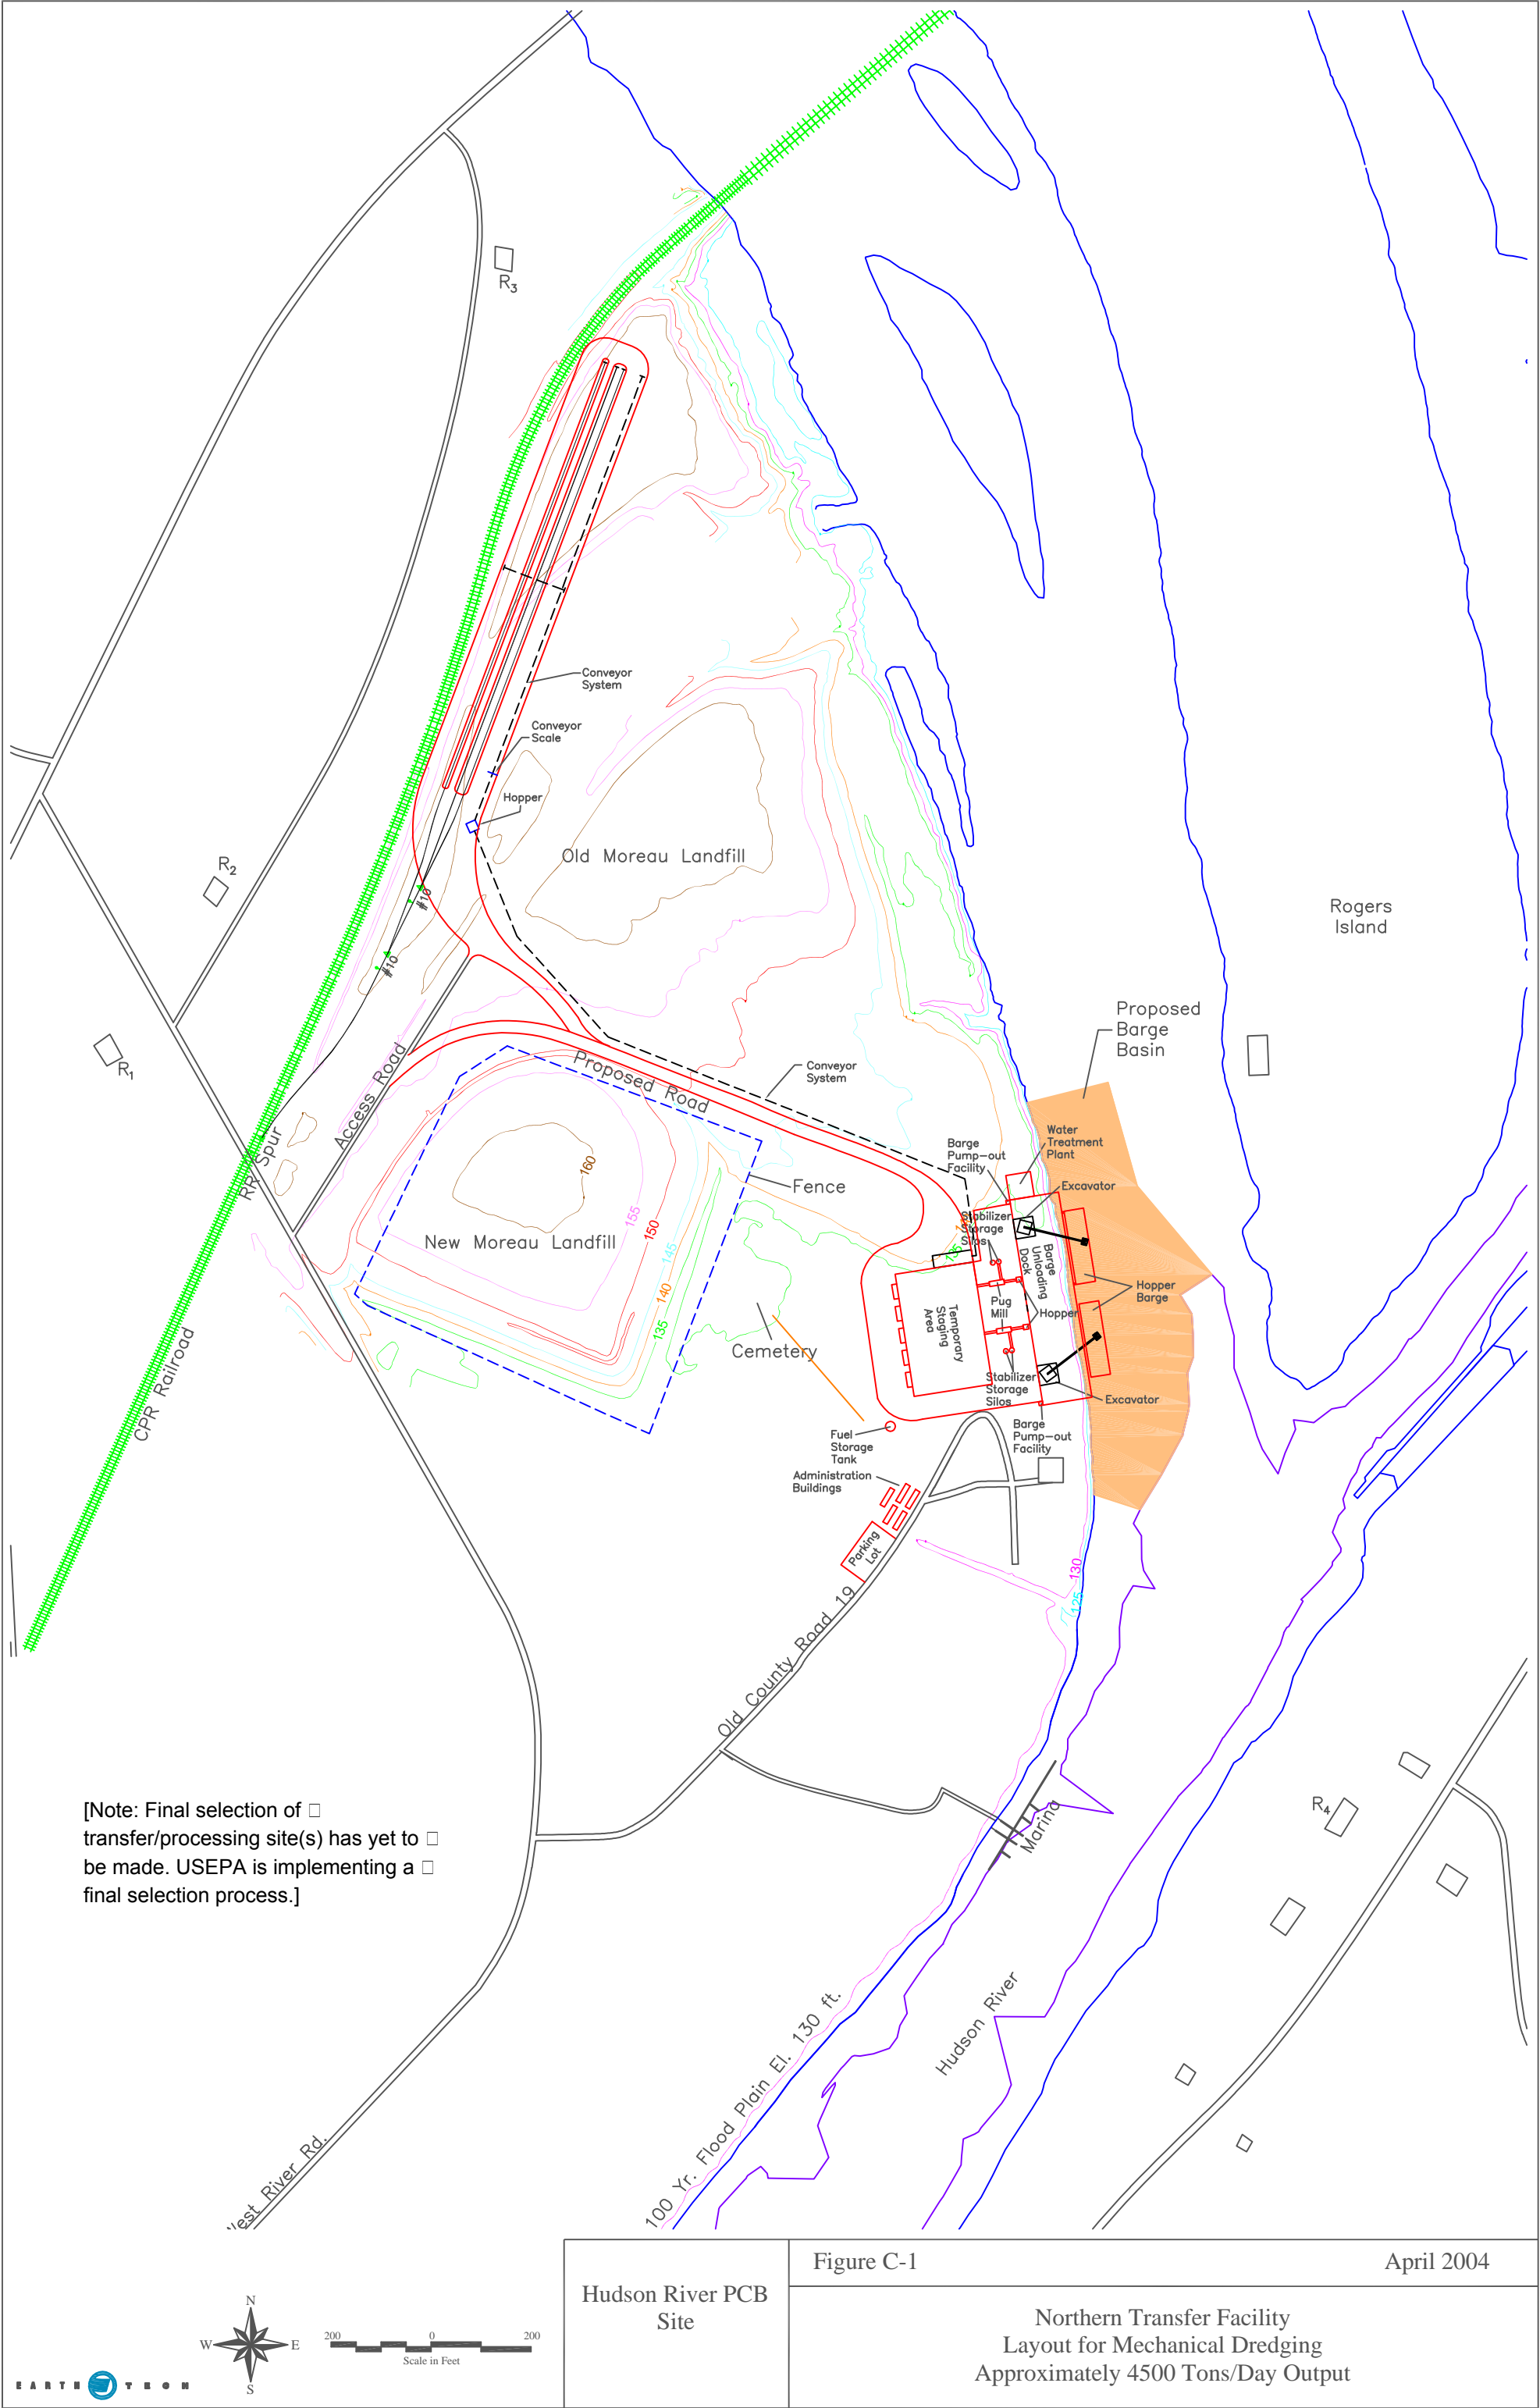 R3
Conveyor
System
Conveyor
Scale
Hopper
Old Moreau Landfill
R2
#10
#10
Rogers
Island
R1
Access Road
Proposed
Barge
Basin
Proposed Road
Conveyor
System
RR Spur
Barge
Pump-out
Facility
Water
Treatment
Plant
Excavator
160
155
150
145
140
135
Fence
New Moreau Landfill
Stabilizer
Storage
Silos
135
Barge
Unloading
Dock
Hopper
Barge
Pug
Mill
Hopper
Temporary
Staging
Area
Cemetery
CPR Railroad
Stabilizer
Storage
Silos
Excavator
Barge
Pump-out
Facility
Fuel
Storage
Tank
Administration
Buildings
Parking
Lot
130
125
Old County Road 19
Marina
R4
[Note: Final selection of □
transfer/processing site(s) has yet to □
be made. USEPA is implementing a □
final selection process.]
Hudson River
100 Yr. Flood Plain El. 130 ft.
West River Rd.
N
W E
S
200 0 200
Scale in Feet
EARTH TECH
Hudson River PCB
Site
Figure C-1 April 2004
Northern Transfer Facility
Layout for Mechanical Dredging
Approximately 4500 Tons/Day Output